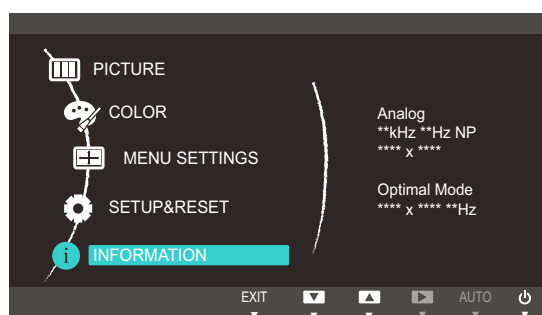 PICTURE
COLOR
MENU SETTINGS
SETUP&RESET
INFORMATION
Analog
**kHz **Hz NP
**** x ****
Optimal Mode
**** x **** **Hz
EXIT
AUTO